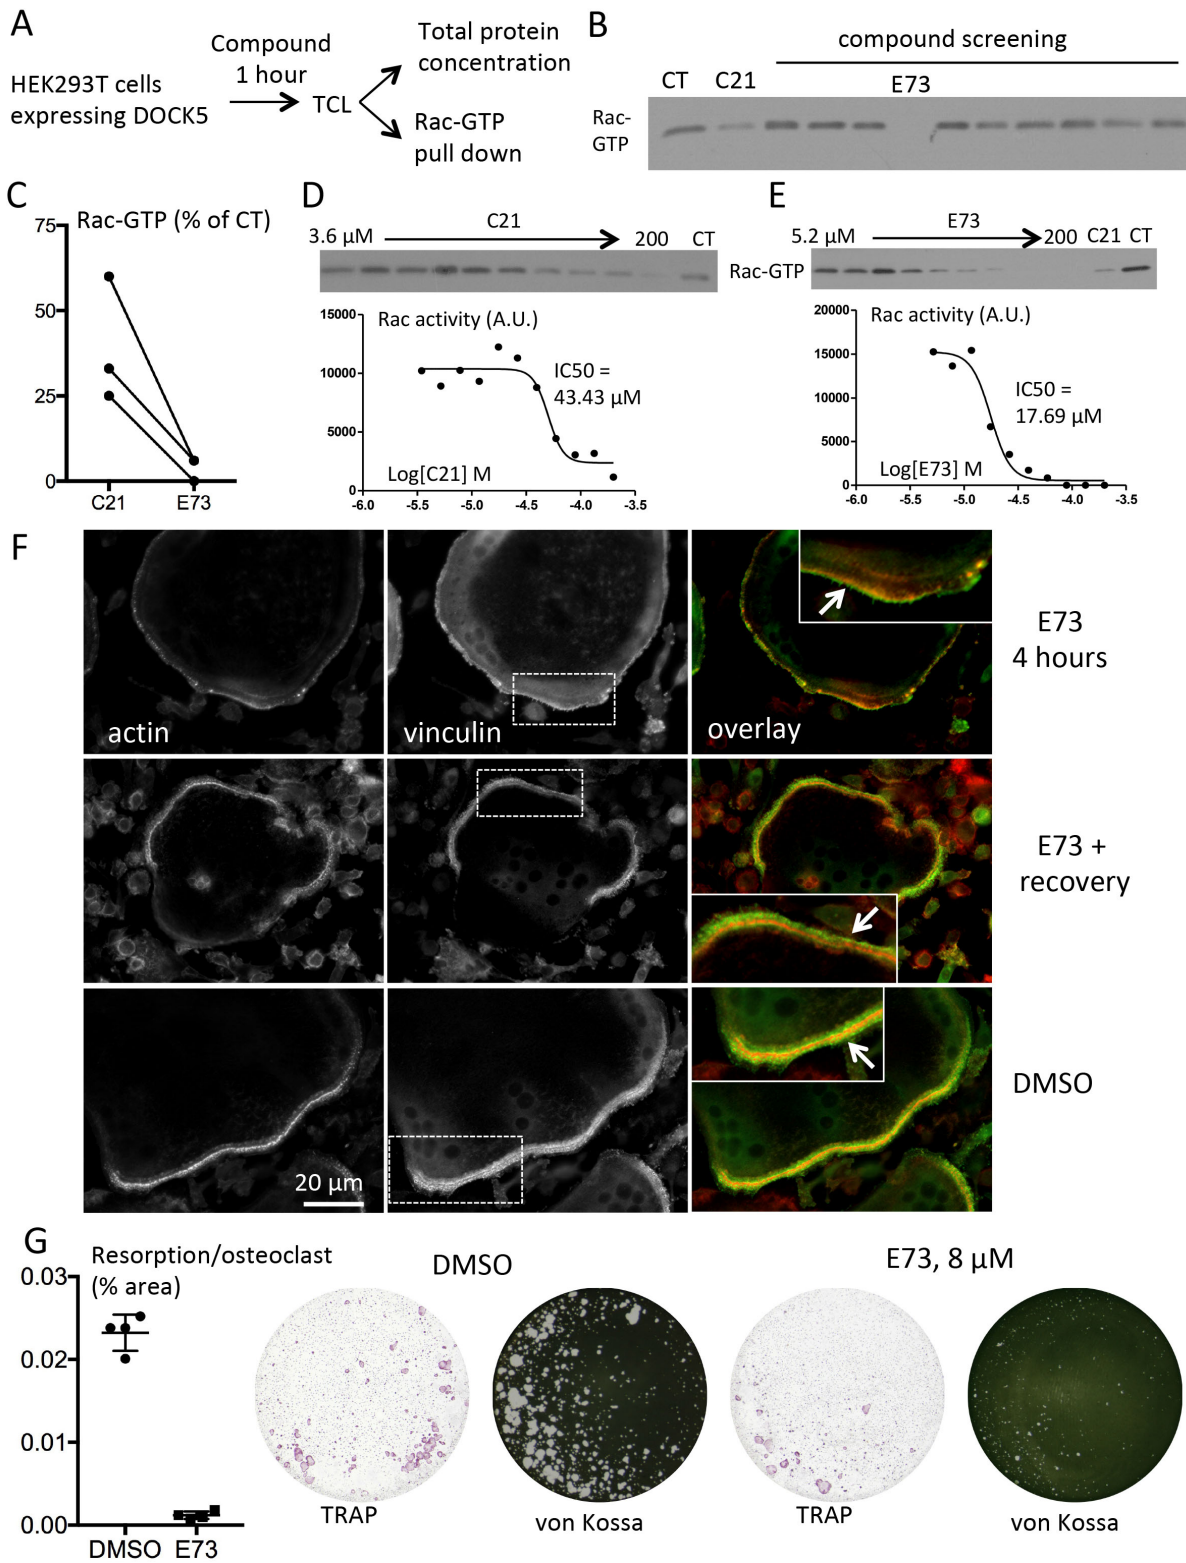 A
HEK293T cells
expressing DOCK5
Compound
1 hour
TCL
Total protein
concentration
Rac-GTP
pull down
B
compound screening
CT C21 E73
Rac-
GTP
C
Rac-GTP (% of CT)
75
50
25
0
C21 E73
D
3.6 µM C21 200 CT
15000
10000
5000
0
Rac activity (A.U.)
IC50 =
43.43 µM
Log[C21] M
-6.0 -5.5 -5.0 -4.5 -4.0 -3.5
E
5.2 µM E73 200 C21 CT
Rac-GTP
20000
15000
10000
5000
0
Rac activity (A.U.)
IC50 =
17.69 µM
Log[E73] M
-6.0 -5.5 -5.0 -4.5 -4.0 -3.5
F
actin
vinculin
overlay
E73
4 hours
E73 +
recovery
20 µm
DMSO
G
Resorption/osteoclast
(% area)
0.03
0.02
0.01
0.00
DMSO E73
DMSO
E73, 8 µM
TRAP
von Kossa
TRAP
von Kossa